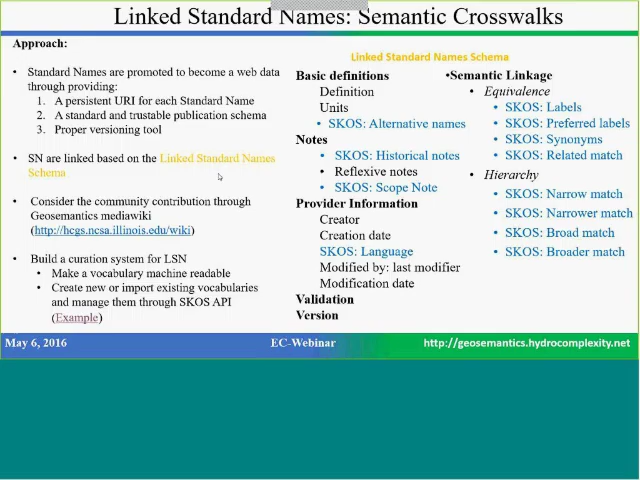 Linked Standard Names: Semantic Crosswalks
Approach:
• Standard Names are promoted to become a web data
through providing:
1. A persistent URI for each Standard Name
2. A standard and trustable publication schema
3. Proper versioning tool
• SN are linked based on the Linked Standard Names
Schema
• Consider the community contribution through
Geosemantics mediawiki
(http://hcgs.ncsa.illinois.edu/wiki)
• Build a curation system for LSN
• Make a vocabulary machine readable
• Create new or import existing vocabularies
and manage them through SKOS API
(Example)
Linked Standard Names Schema
Basic definitions
Definition
Units
• SKOS: Alternative names
Notes
• SKOS: Historical notes
• Reflexive notes
• SKOS: Scope Note
Provider Information
Creator
Creation date
SKOS: Language
Modified by: last modifier
Modification date
Validation
Version
•Semantic Linkage
• Equivalence
• SKOS: Labels
• SKOS: Preferred labels
• SKOS: Synonyms
• SKOS: Related match
• Hierarchy
• SKOS: Narrow match
• SKOS: Narrower match
• SKOS: Broad match
• SKOS: Broader match
May 6, 2016
EC-Webinar
http://geosemantics.hydrocomplexity.net